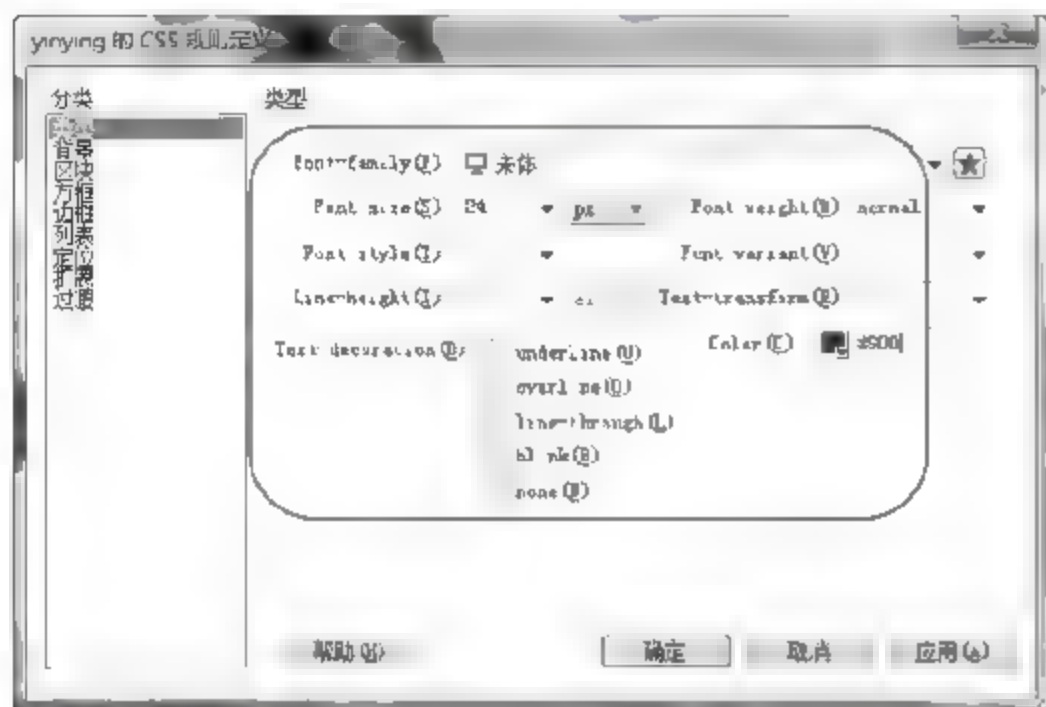 yinying 的 CSS 规则定义
分类
类型
背景
区块
方框
边框
列表
定位
扩展
过渡
类型
Font-family(F)
Font-size(S) 24 px Font-weight(W) normal
Font-style(T) Font-variant(V)
Line-height(I) Text-transform(R)
Text-decoration(D) underline(U) Color(C)
overline(O)
line-through(L)
blink(B)
none(N)
帮助(H) 确定 取消 应用(A)